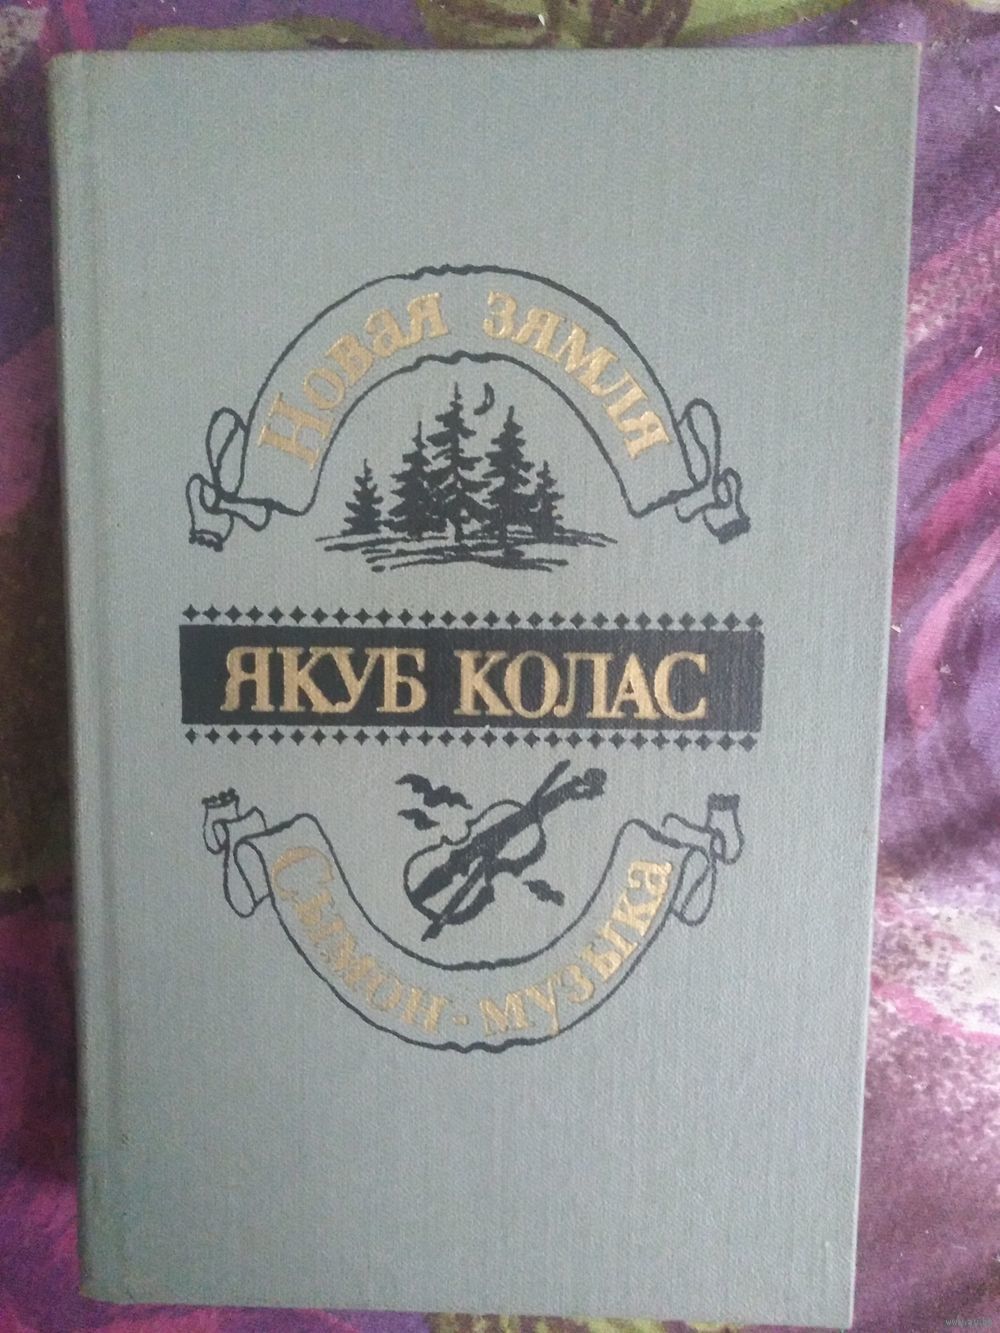 Новая зямля
ЯКУБ КОЛАС
Сымон-музыка